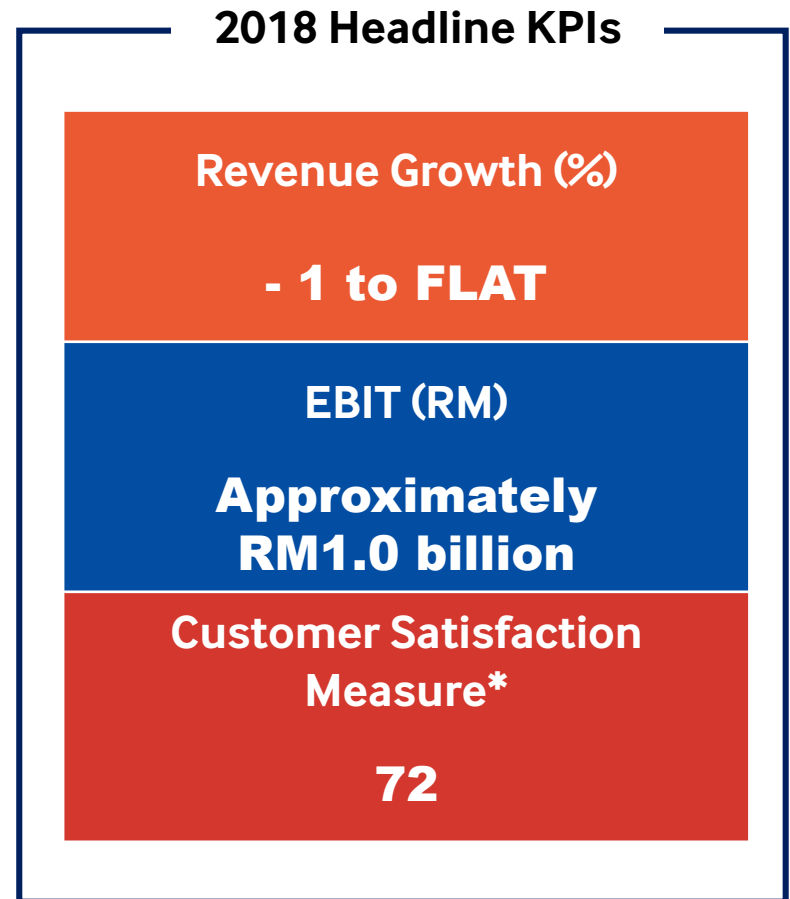 2018 Headline KPIs
Revenue Growth (%)
- 1 to FLAT
EBIT (RM)
Approximately
RM1.0 billion
Customer Satisfaction
Measure*
72